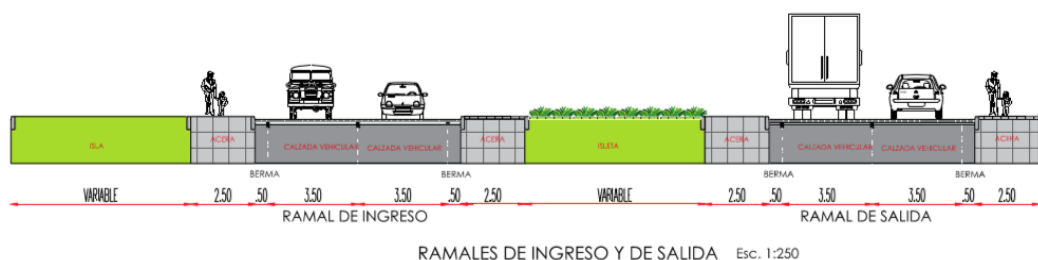 ISLA ACERA CALZADA VEHICULAR CALZADA VEHICULAR ACERA ISLETA ACERA CALZADA VEHICULAR CALZADA VEHICULAR ACERA
BERMA BERMA BERMA BERMA
VARIABLE 2.50 .50 3.50 3.50 .50 2.50 VARIABLE 2.50 .50 3.50 3.50 .50 2.50
RAMAL DE INGRESO RAMAL DE SALIDA
RAMALES DE INGRESO Y DE SALIDA Esc. 1:250